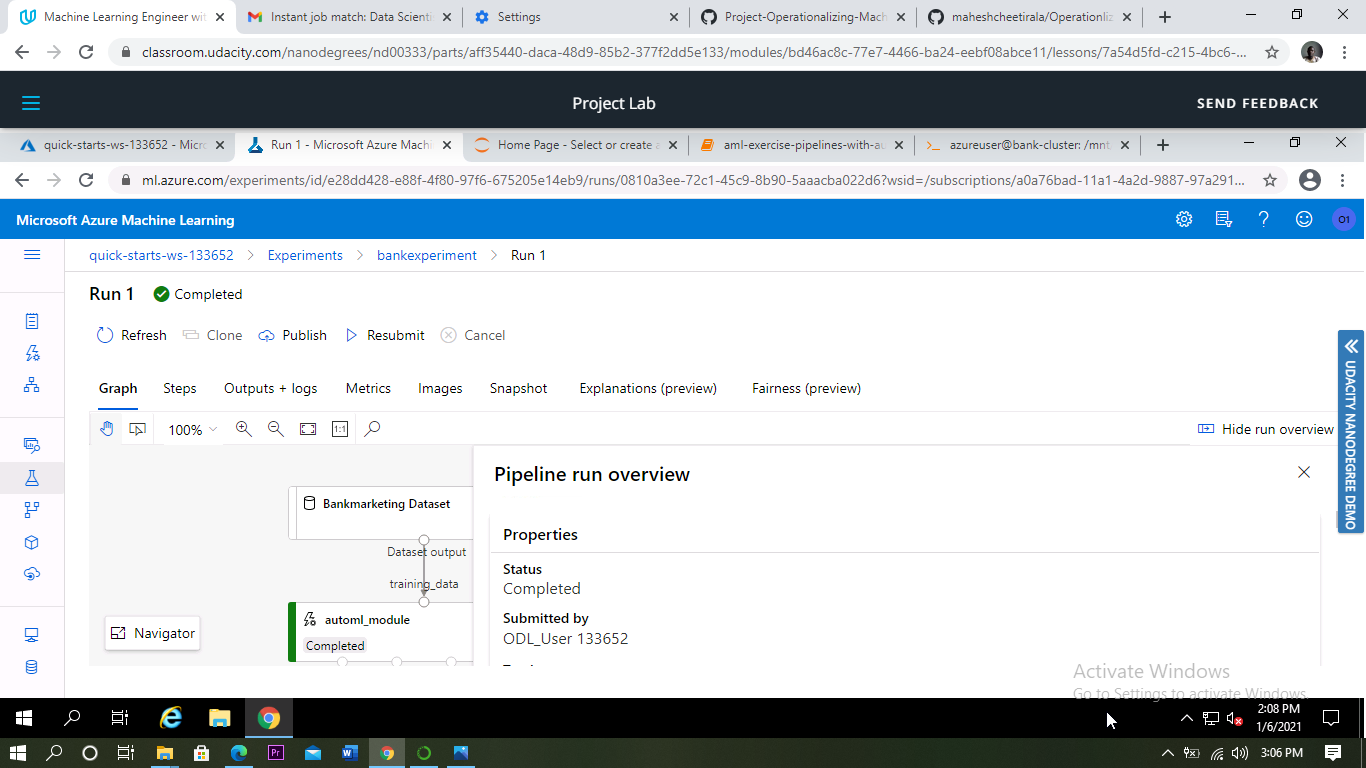 Machine Learning Engineer wit
Instant job match: Data Scienti
Settings
Project-Operationalizing-Mach
maheshcheetirala/Operationliz
classroom.udacity.com/nanodegrees/nd00333/parts/aff35440-daca-48d9-85b2-377f2dd5e133/modules/bd46ac8c-77e7-4466-ba24-eebf08abce11/lessons/7a54d5fd-c215-4bc6-...
Project Lab
SEND FEEDBACK
quick-starts-ws-133652 - Micro
Run 1 - Microsoft Azure Machi
Home Page - Select or create a
aml-exercise-pipelines-with-au
azureuser@bank-cluster: /mnt
ml.azure.com/experiments/id/e28dd428-e88f-4f80-97f6-675205e14eb9/runs/0810a3ee-72c1-45c9-8b90-5aaacba022d6?wsid=/subscriptions/a0a76bad-11a1-4a2d-9887-97a291...
Microsoft Azure Machine Learning
O1
quick-starts-ws-133652 > Experiments > bankexperiment > Run 1
Run 1 Completed
Refresh Clone Publish Resubmit Cancel
Graph Steps Outputs + logs Metrics Images Snapshot Explanations (preview) Fairness (preview)
100% 1:1 Hide run overview
UDACITY NANODEGREE DEMO
Bankmarketing Dataset
Dataset output
training_data
automl_module
Completed
Navigator
Pipeline run overview
Properties
Status
Completed
Submitted by
ODL_User 133652
Activate Windows
Go to Settings to activate Windows.
2:08 PM
1/6/2021
Pr
W
3:06 PM